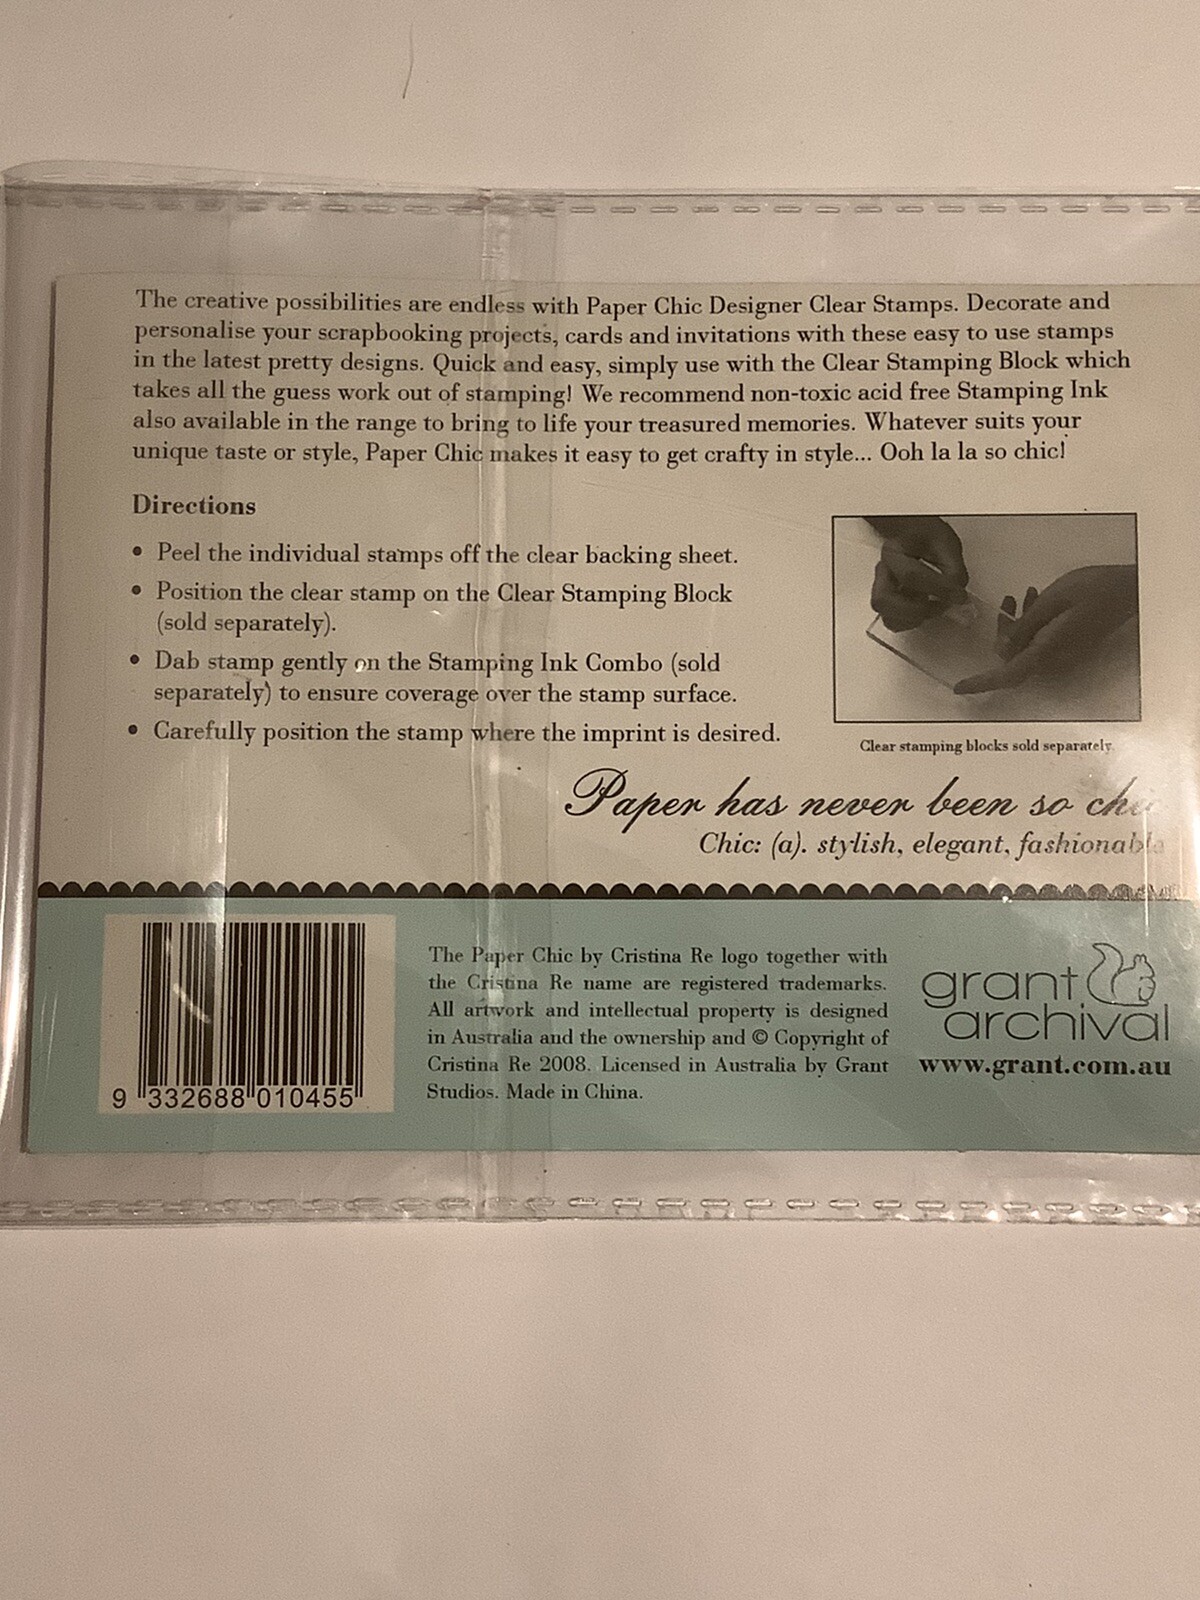 The creative possibilities are endless with Paper Chic Designer Clear Stamps. Decorate and
personalise your scrapbooking projects, cards and invitations with these easy to use stamps
in the latest pretty designs. Quick and easy, simply use with the Clear Stamping Block which
takes all the guess work out of stamping! We recommend non-toxic acid free Stamping Ink
also available in the range to bring to life your treasured memories. Whatever suits your
unique taste or style, Paper Chic makes it easy to get crafty in style... Ooh la la so chic!
Directions
• Peel the individual stamps off the clear backing sheet.
• Position the clear stamp on the Clear Stamping Block
(sold separately).
• Dab stamp gently on the Stamping Ink Combo (sold
separately) to ensure coverage over the stamp surface.
• Carefully position the stamp where the imprint is desired.
Clear stamping blocks sold separately
Paper has never been so chic
Chic: (a). stylish, elegant, fashionable
9 332688 010455
The Paper Chic by Cristina Re logo together with
the Cristina Re name are registered trademarks.
All artwork and intellectual property is designed
in Australia and the ownership and © Copyright of
Cristina Re 2008. Licensed in Australia by Grant
Studios. Made in China.
grant
archival
www.grant.com.au